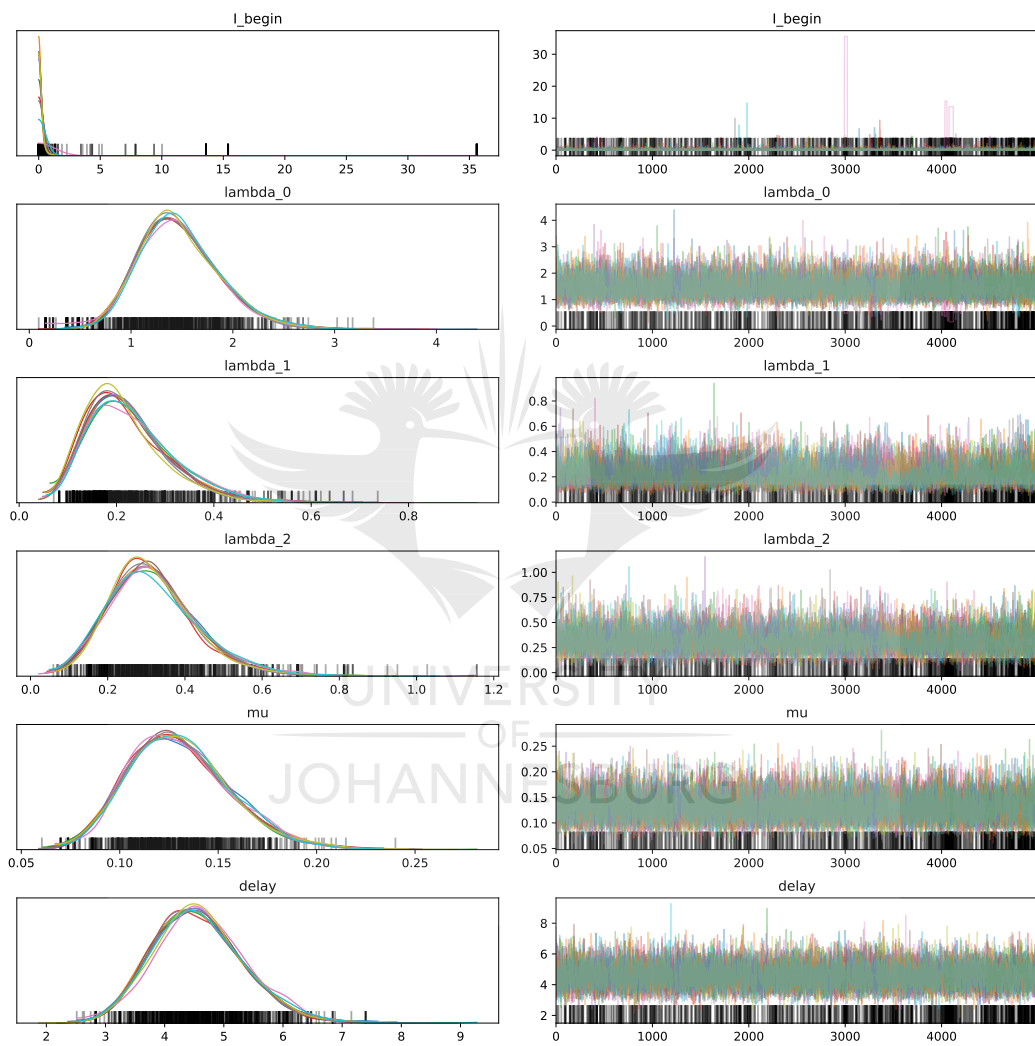 I_begin I_begin
0 5 10 15 20 25 30 35
30
20
10
0
0 1000 2000 3000 4000
lambda_0 lambda_0
0 1 2 3 4
4
3
2
1
0
0 1000 2000 3000 4000
lambda_1 lambda_1
0.0 0.2 0.4 0.6 0.8
0.8
0.6
0.4
0.2
0.0
0 1000 2000 3000 4000
lambda_2 lambda_2
0.0 0.2 0.4 0.6 0.8 1.0 1.2
1.00
0.75
0.50
0.25
0.00
0 1000 2000 3000 4000
UNIVERSITY
OF
JOHANNESBURG
mu mu
0.05 0.10 0.15 0.20 0.25
0.25
0.20
0.15
0.10
0.05
0 1000 2000 3000 4000
delay delay
2 3 4 5 6 7 8 9
8
6
4
2
0 1000 2000 3000 4000